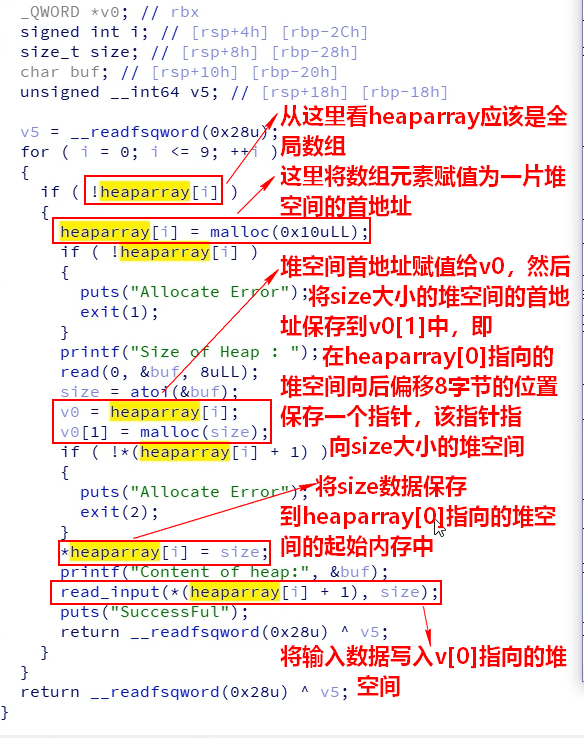 _QWORD *v0; // rbx
signed int i; // [rsp+4h] [rbp-2Ch]
size_t size; // [rsp+8h] [rbp-28h]
char buf; // [rsp+10h] [rbp-20h]
unsigned __int64 v5; // [rsp+18h] [rbp-18h]
v5 = __readfsqword(0x28u);
for ( i = 0; i <= 9; ++i )
{
if ( !heaparray[i] )
{
heaparray[i] = malloc(0x10uLL);
if ( !heaparray[i] )
{
puts("Allocate Error");
exit(1);
}
printf("Size of Heap : ");
read(0, &buf, 8uLL);
size = atoi(&buf);
v0 = heaparray[i];
v0[1] = malloc(size);
if ( !*(heaparray[i] + 1) )
{
puts("Allocate Error");
exit(2);
}
*heaparray[i] = size;
printf("Content of heap:", &buf);
read_input(*(heaparray[i] + 1), size);
puts("SuccessFul");
return __readfsqword(0x28u) ^ v5;
}
}
return __readfsqword(0x28u) ^ v5;
}
从这里看heaparray应该是全
局数组
这里将数组元素赋值为一片堆
空间的首地址
堆空间首地址赋值给v0，然后
将size大小的堆空间的首地
址保存到v0[1]中，即
在heaparray[0]指向的
堆空间向后偏移8字节的位置
保存一个指针，该指针指
向size大小的堆空间
将size数据保存
到heaparray[0]指向的堆空
间的起始内存中
将输入数据写入v[0]指向的堆
空间